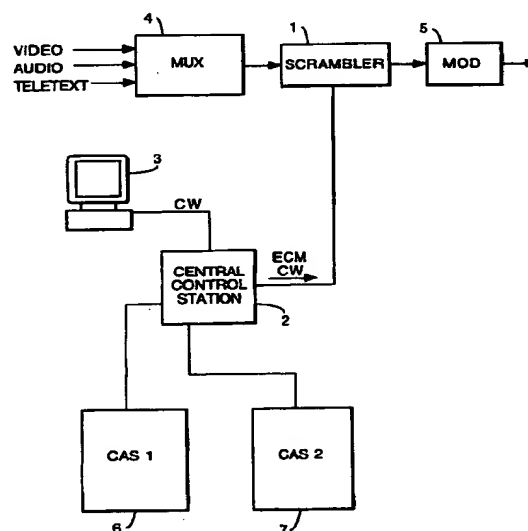 4
1
5
VIDEO
AUDIO
TELETEXT
MUX
SCRAMBLER
MOD
3
CW
ECM
CW
CENTRAL
CONTROL
STATION
2
CAS 1
CAS 2
6
7